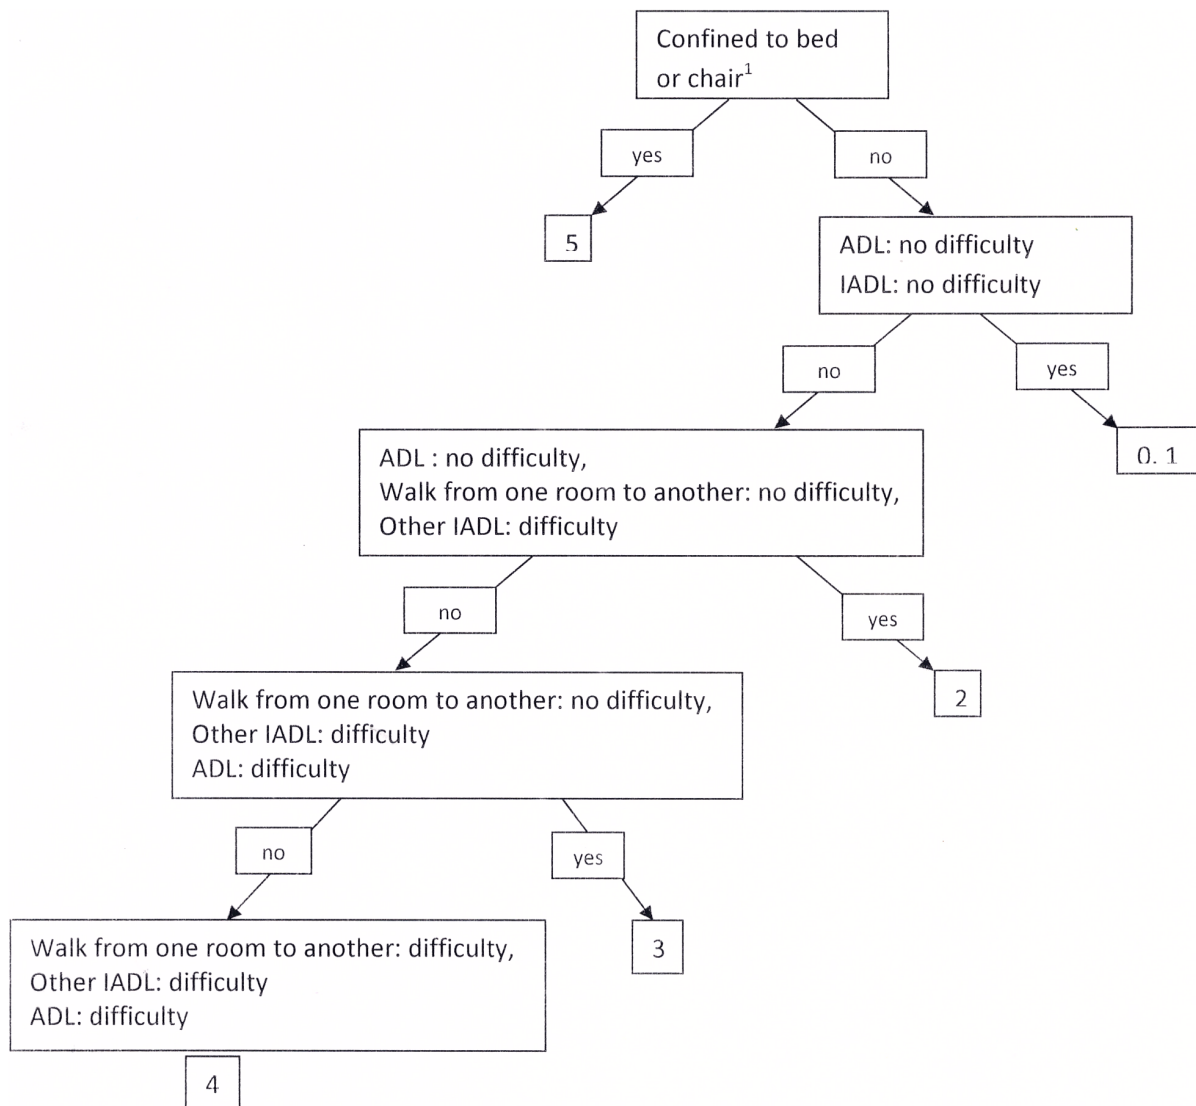 Confined to bed
or chair¹
yes
no
5
ADL: no difficulty
IADL: no difficulty
no
yes
0. 1
ADL : no difficulty,
Walk from one room to another: no difficulty,
Other IADL: difficulty
no
yes
2
Walk from one room to another: no difficulty,
Other IADL: difficulty
ADL: difficulty
no
yes
3
Walk from one room to another: difficulty,
Other IADL: difficulty
ADL: difficulty
4